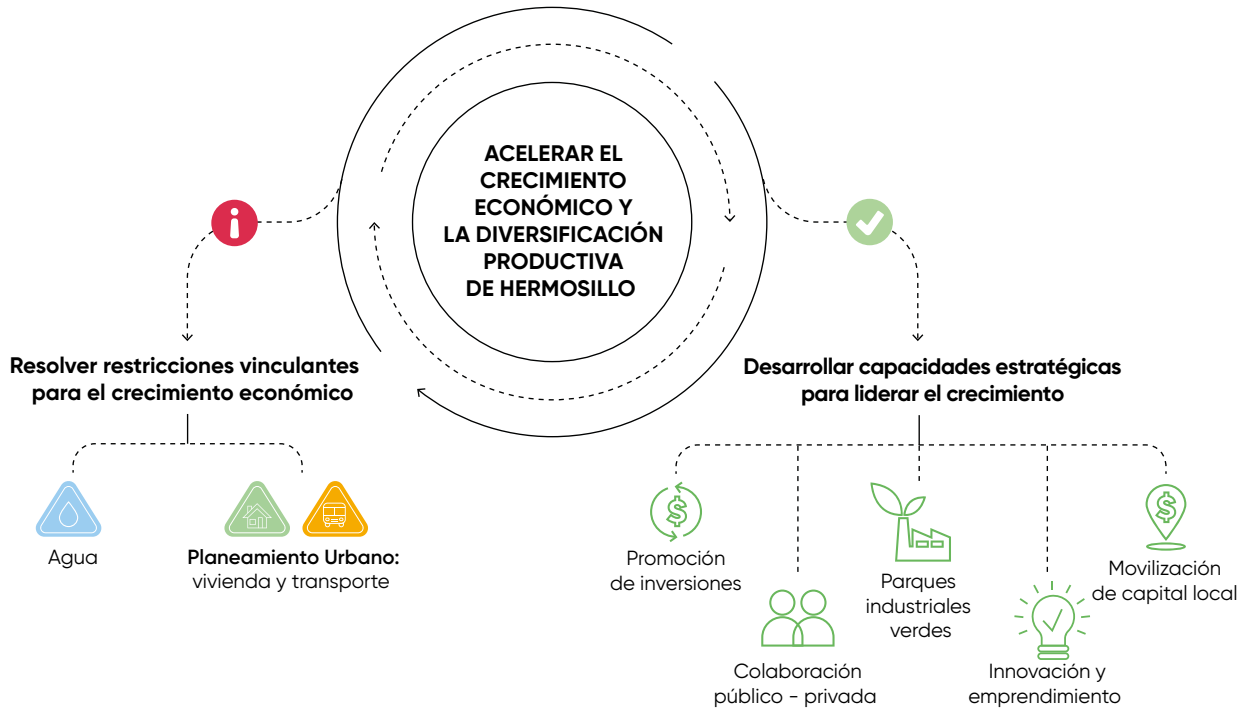 ACELERAR EL
CRECIMIENTO
ECONÓMICO Y
LA DIVERSIFICACIÓN
PRODUCTIVA
DE HERMOSILLO
Resolver restricciones vinculantes
para el crecimiento económico
Agua
Planeamiento Urbano:
vivienda y transporte
Desarrollar capacidades estratégicas
para liderar el crecimiento
$
Promoción
de inversiones
Colaboración
público - privada
Parques
industriales
verdes
Innovación y
emprendimiento
$
Movilización
de capital local